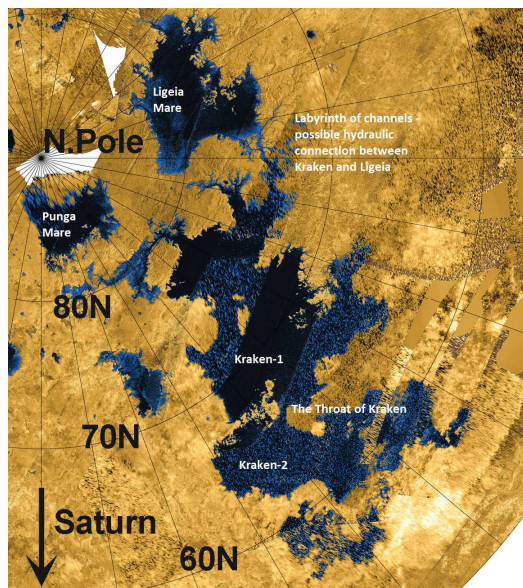 Ligeia
Mare
Labyrinth of channels -
possible hydraulic
connection between
Kraken and Ligeia
N.Pole
Punga
Mare
80N
Kraken-1
The Throat of Kraken
70N
Kraken-2
Saturn
60N